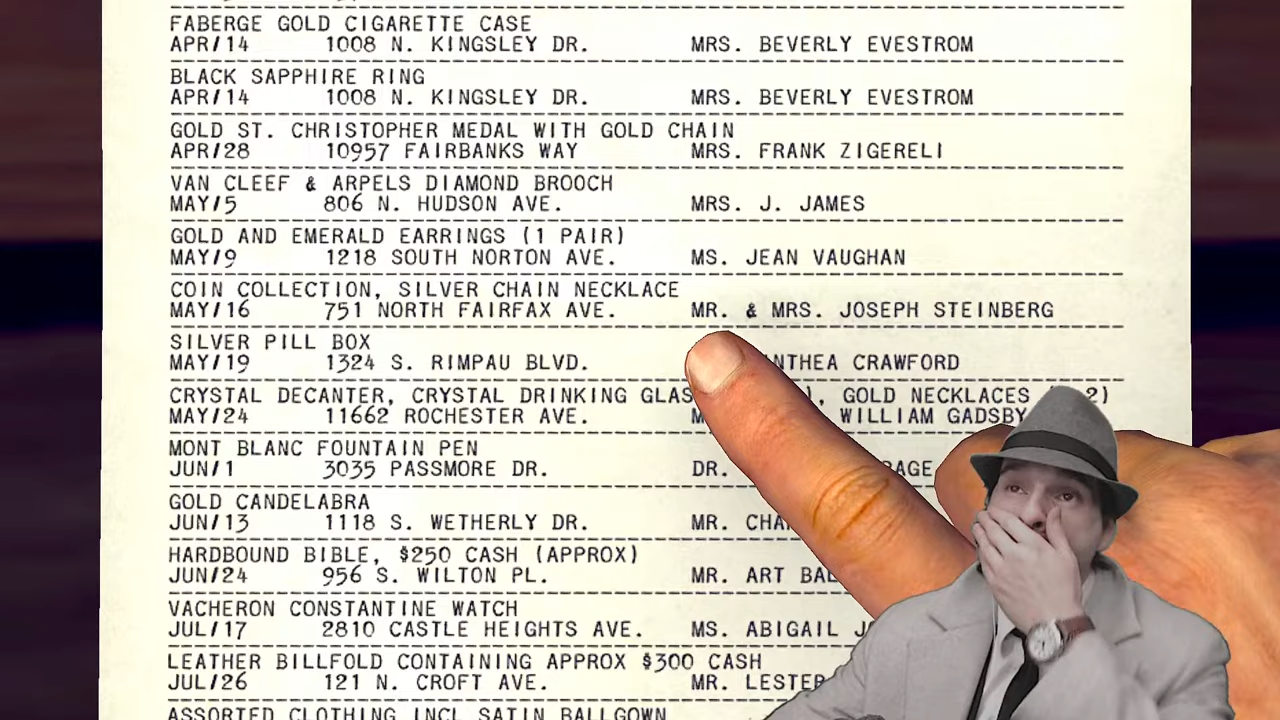 FABERGE GOLD CIGARETTE CASE
APR/14 1008 N. KINGSLEY DR. MRS. BEVERLY EVESTROM
BLACK SAPPHIRE RING
APR/14 1008 N. KINGSLEY DR. MRS. BEVERLY EVESTROM
GOLD ST. CHRISTOPHER MEDAL WITH GOLD CHAIN
APR/28 10957 FAIRBANKS WAY MRS. FRANK ZIGERELI
VAN CLEEF & ARPELS DIAMOND BROOCH
MAY/5 806 N. HUDSON AVE. MRS. J. JAMES
GOLD AND EMERALD EARRINGS (1 PAIR)
MAY/9 1218 SOUTH NORTON AVE. MS. JEAN VAUGHAN
COIN COLLECTION, SILVER CHAIN NECKLACE
MAY/16 751 NORTH FAIRFAX AVE. MR. & MRS. JOSEPH STEINBERG
SILVER PILL BOX
MAY/19 1324 S. RIMPAU BLVD. CRAWFORD
CRYSTAL DECANTER, CRYSTAL DRINKING GOLD NECKLACES
MAY/24 11662 ROCHESTER AVE. WILLIAM GADSBY
MONT BLANC FOUNTAIN PEN
JUN/1 3035 PASSMORE DR. DR.
GOLD CANDELABRA
JUN/13 1118 S. WETHERLY DR. MR.
HARDBOUND BIBLE, $250 CASH (APPROX)
JUN/24 956 S. WILTON PL. MR. ART
VACHERON CONSTANTINE WATCH
JUL/17 2810 CASTLE HEIGHTS AVE. MS. ABIGAIL
LEATHER BILLFOLD CONTAINING APPROX $300 CASH
JUL/26 121 N. CROFT AVE. MR. LESTER
ASSORTED CLOTHING INCL SATIN BALLGOWN